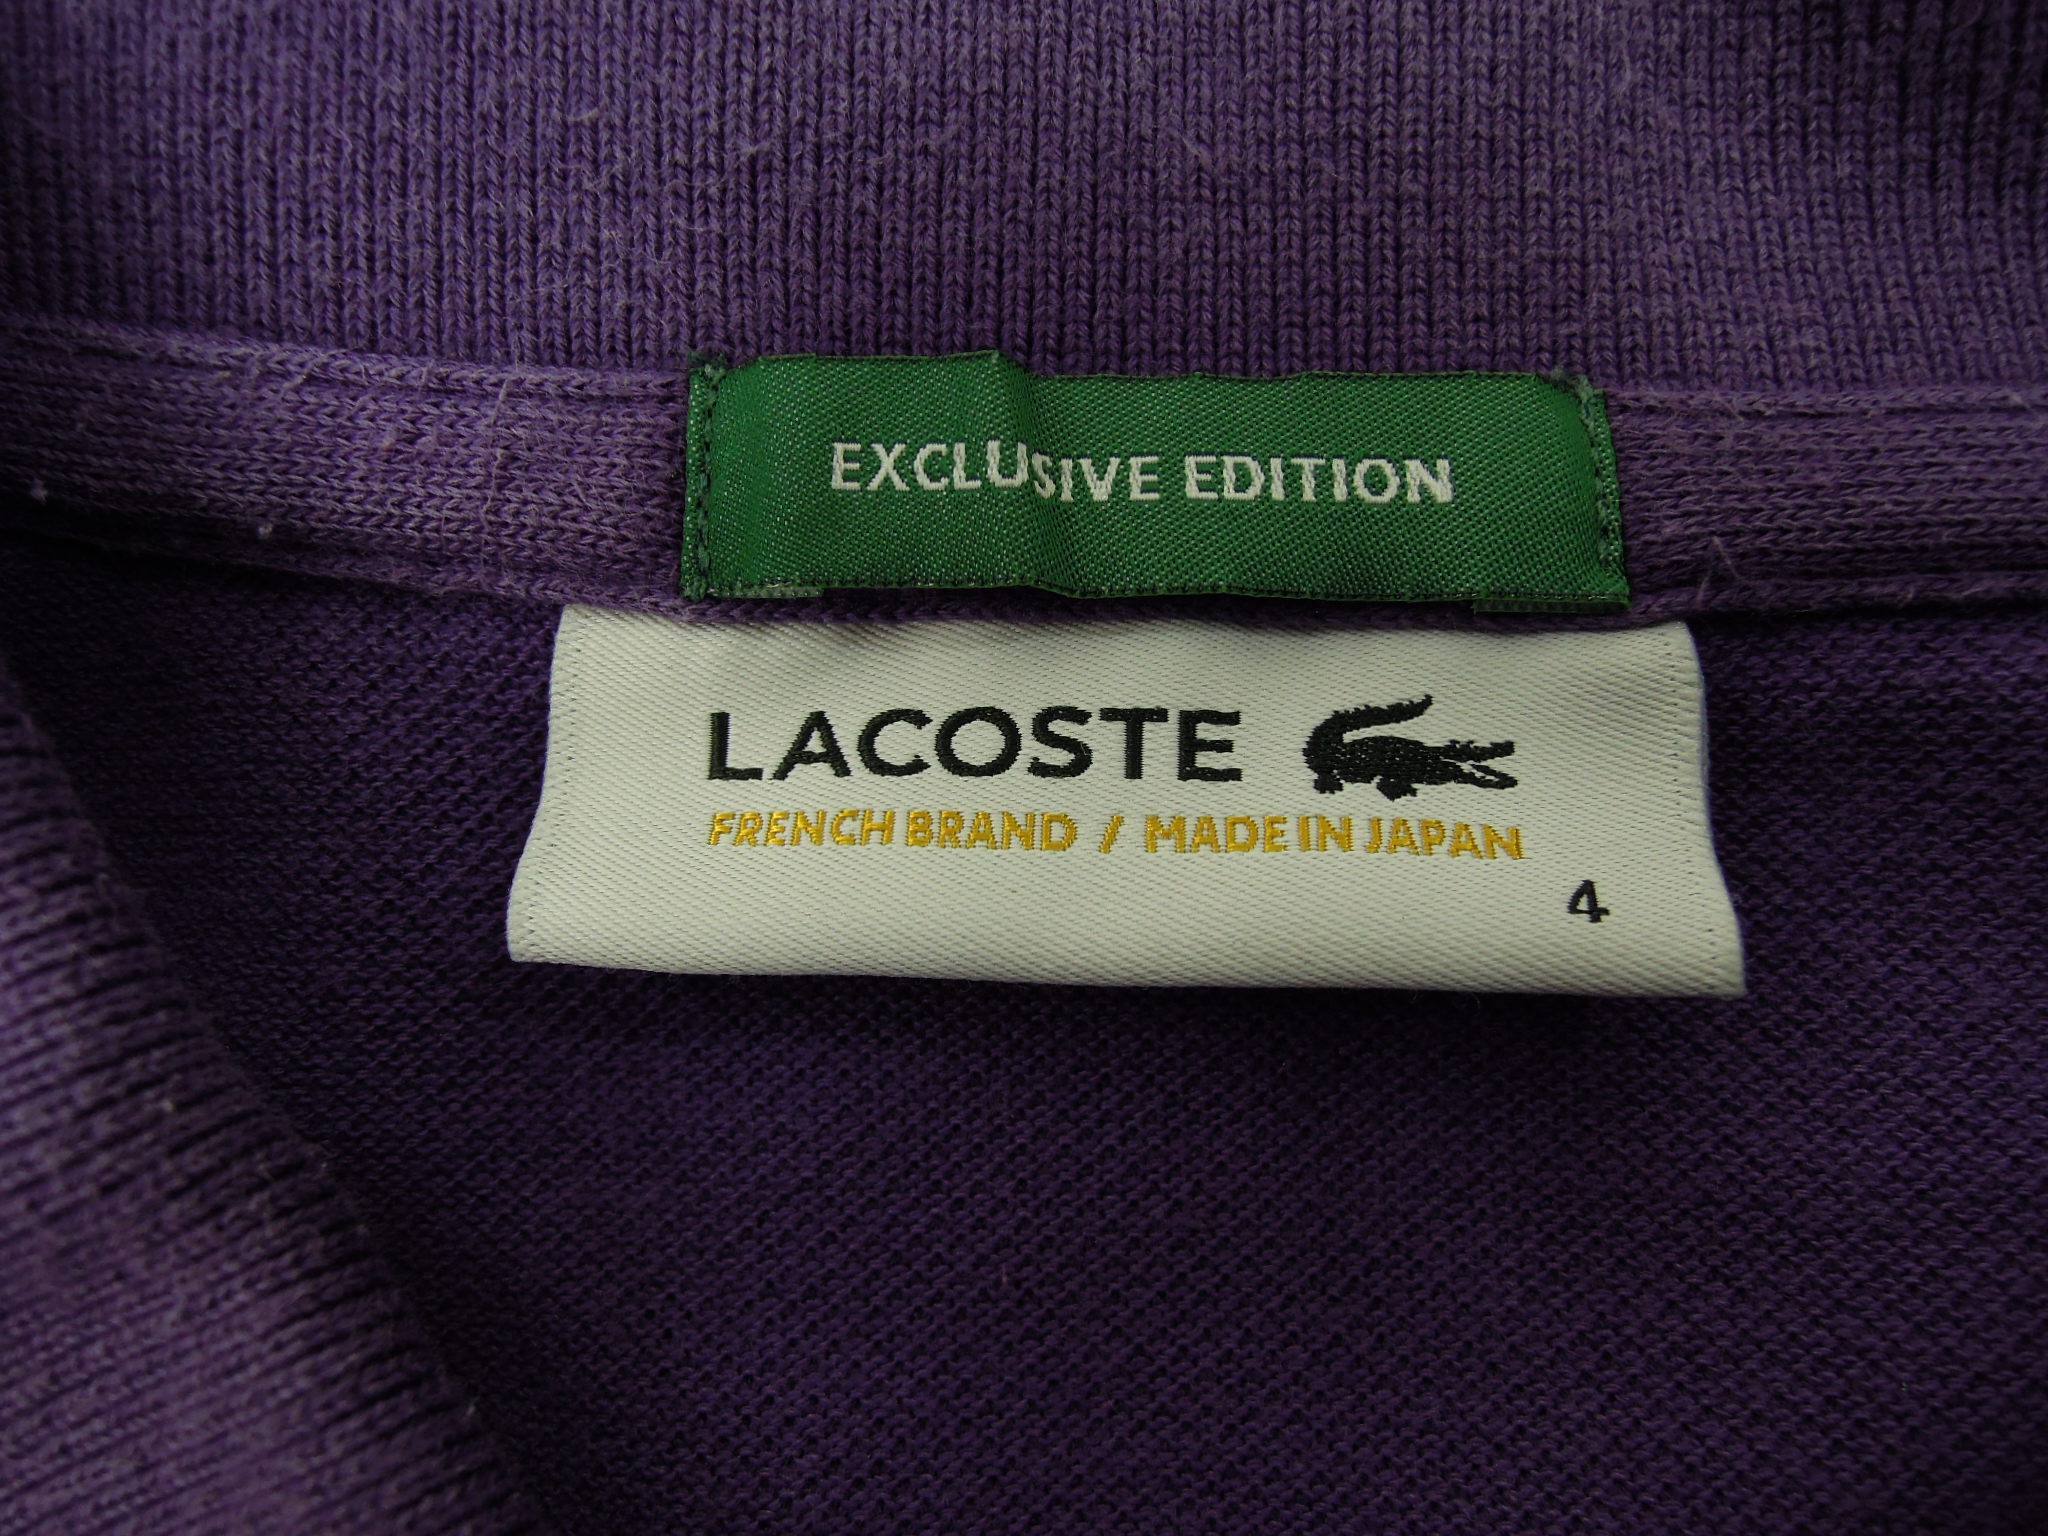 EXCLUSIVE EDITION
LACOSTE
FRENCH BRAND / MADE IN JAPAN
4